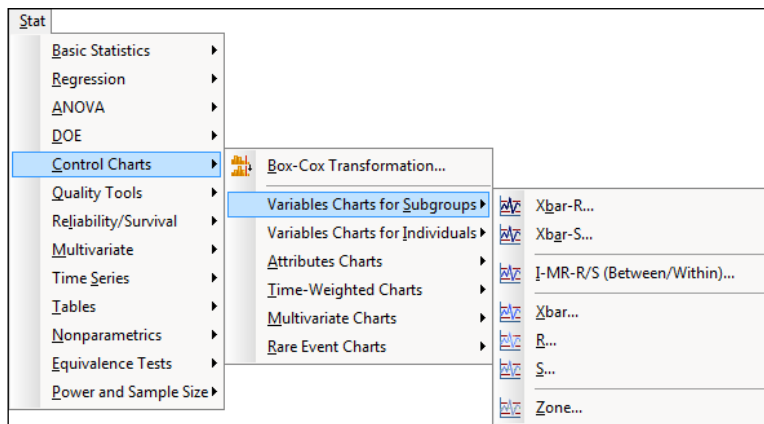 Stat
Basic Statistics
Regression
ANOVA
DOE
Control Charts
Quality Tools
Reliability/Survival
Multivariate
Time Series
Tables
Nonparametrics
Equivalence Tests
Power and Sample Size
Box-Cox Transformation...
Variables Charts for Subgroups
Variables Charts for Individuals
Attributes Charts
Time-Weighted Charts
Multivariate Charts
Rare Event Charts
Xbar-R...
Xbar-S...
I-MR-R/S (Between/Within)...
Xbar...
R...
S...
Zone...